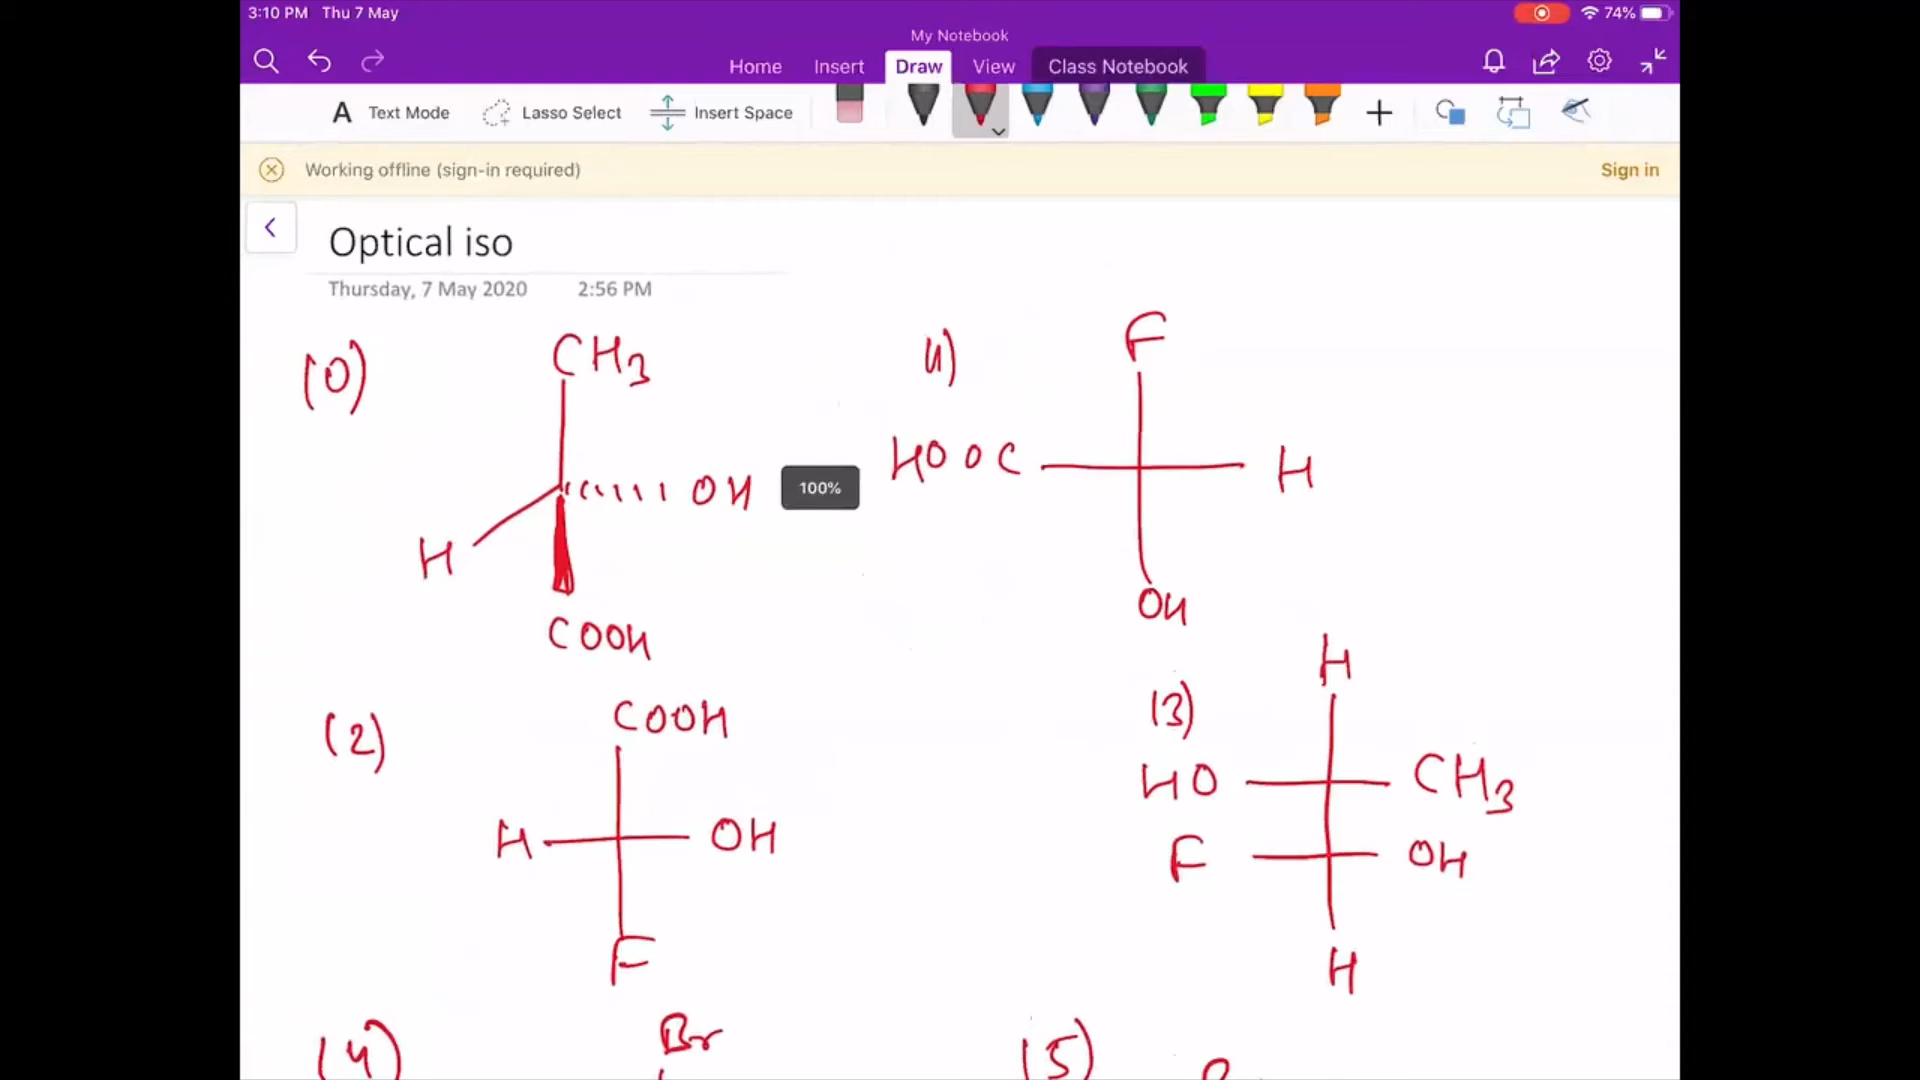 3:10 PM Thu 7 May 74%
My Notebook
Home Insert Draw View Class Notebook
A Text Mode Lasso Select Insert Space
Working offline (sign-in required) Sign in
Optical iso
Thursday, 7 May 2020 2:56 PM
(0)
CH3
OH
H
COOH
100%
1)
F
HOOC H
OH
(2)
COOH
H OH
F
(3)
H
HO CH3
F OH
H
(4)
Br
(5)